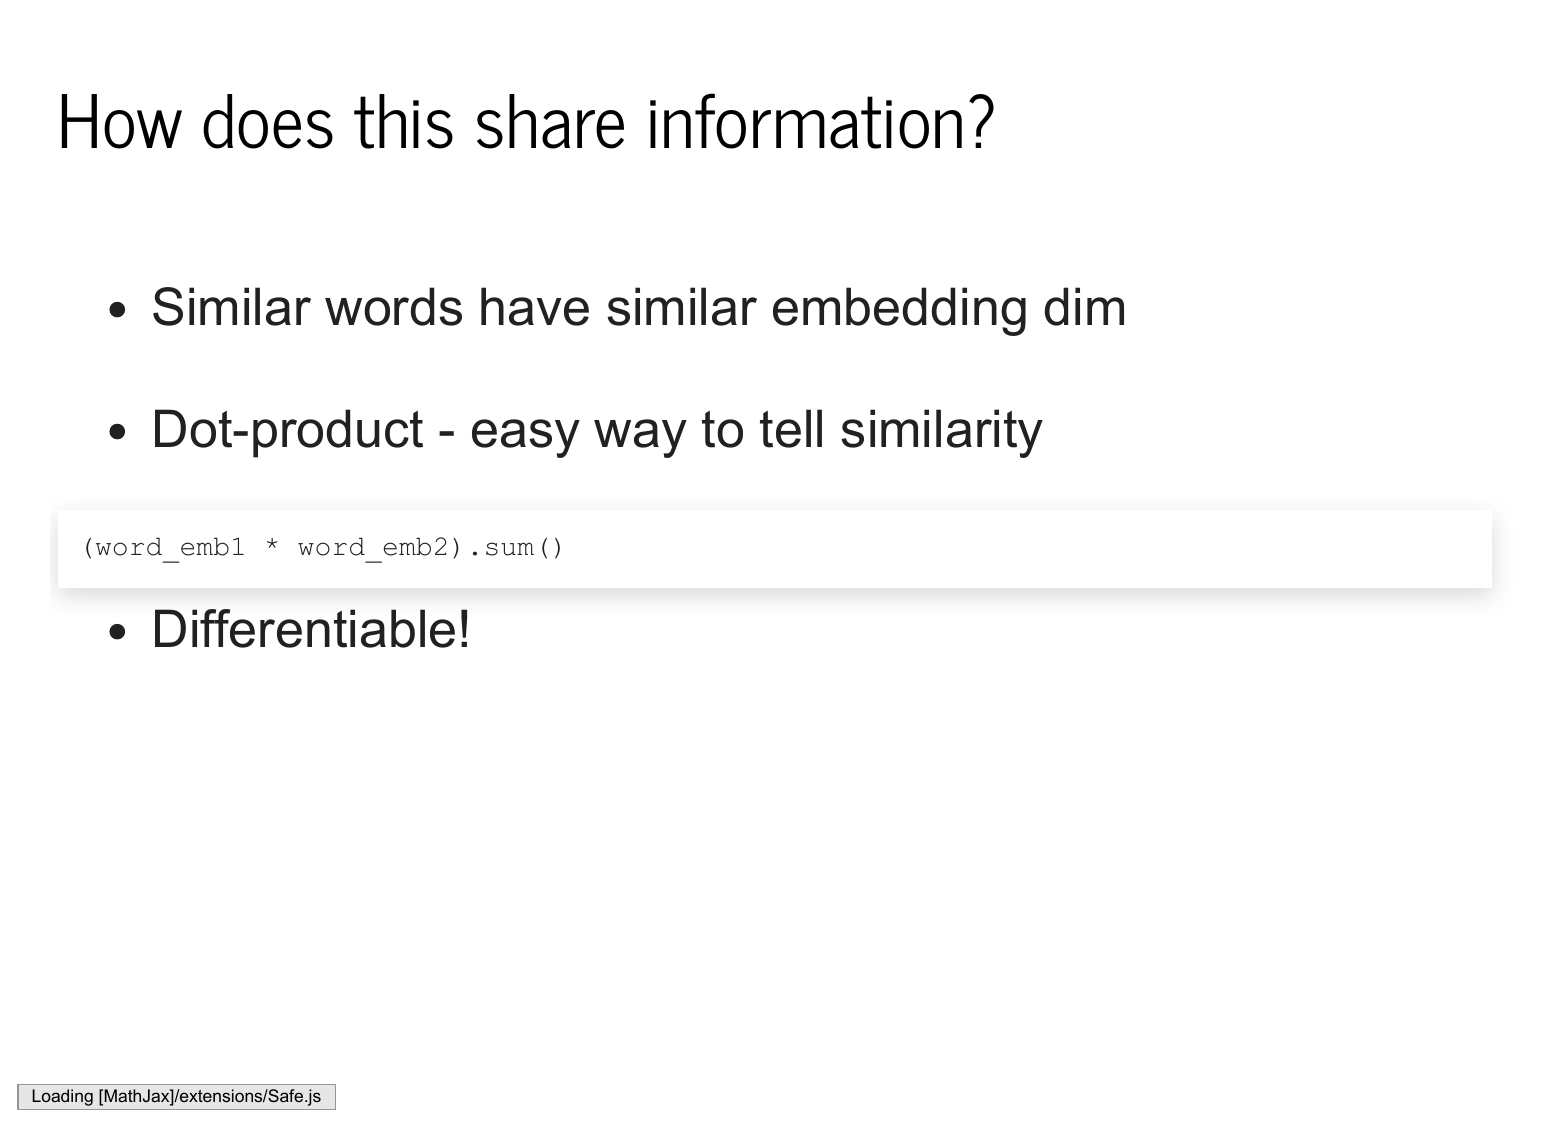 How does this share information?
• Similar words have similar embedding dim
• Dot-product - easy way to tell similarity
(word_emb1 * word_emb2).sum()
• Differentiable!
Loading [MathJax]/extensions/Safe.js